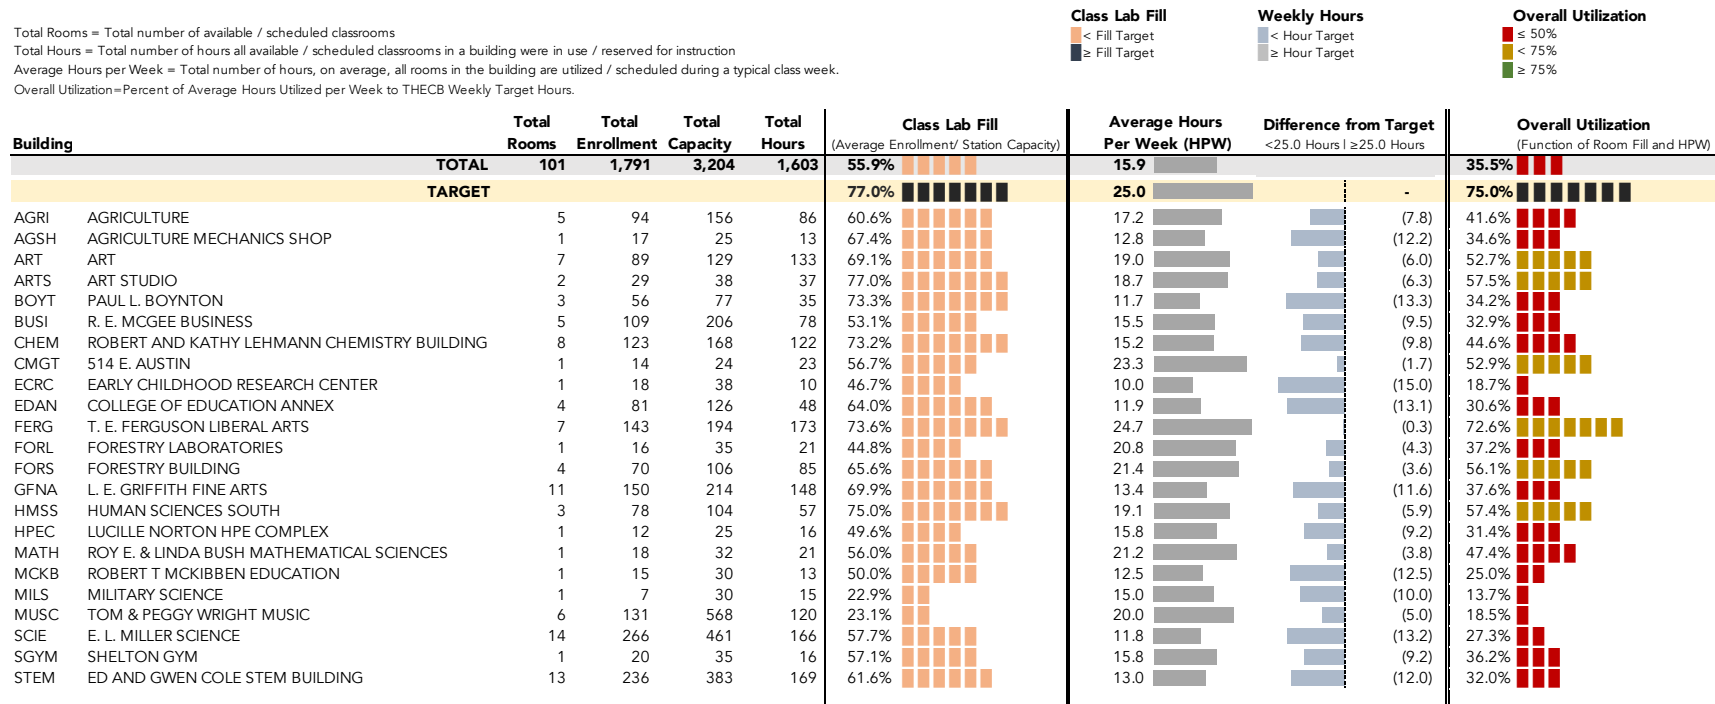 Class Lab Fill Weekly Hours Overall Utilization
Total Rooms = Total number of available / scheduled classrooms < Fill Target < Hour Target ≤ 50%
Total Hours = Total number of hours all available / scheduled classrooms in a building were in use / reserved for instruction ≥ Fill Target ≥ Hour Target < 75%
Average Hours per Week = Total number of hours, on average, all rooms in the building are utilized / scheduled during a typical class week. ≥ 75%
Overall Utilization=Percent of Average Hours Utilized per Week to THECB Weekly Target Hours.
Total Total Total Total Class Lab Fill Average Hours Difference from Target Overall Utilization
Building Rooms Enrollment Capacity Hours (Average Enrollment/ Station Capacity) Per Week (HPW) <25.0 Hours l ≥25.0 Hours (Function of Room Fill and HPW)
TOTAL 101 1,791 3,204 1,603 55.9% 15.9 35.5%
TARGET 77.0% 25.0 - 75.0%
AGRI AGRICULTURE 5 94 156 86 60.6% 17.2 (7.8) 41.6%
AGSH AGRICULTURE MECHANICS SHOP 1 17 25 13 67.4% 12.8 (12.2) 34.6%
ART ART 7 89 129 133 69.1% 19.0 (6.0) 52.7%
ARTS ART STUDIO 2 29 38 37 77.0% 18.7 (6.3) 57.5%
BOYT PAUL L. BOYNTON 3 56 77 35 73.3% 11.7 (13.3) 34.2%
BUSI R. E. MCGEE BUSINESS 5 109 206 78 53.1% 15.5 (9.5) 32.9%
CHEM ROBERT AND KATHY LEHMANN CHEMISTRY BUILDING 8 123 168 122 73.2% 15.2 (9.8) 44.6%
CMGT 514 E. AUSTIN 1 14 24 23 56.7% 23.3 (1.7) 52.9%
ECRC EARLY CHILDHOOD RESEARCH CENTER 1 18 38 10 46.7% 10.0 (15.0) 18.7%
EDAN COLLEGE OF EDUCATION ANNEX 4 81 126 48 64.0% 11.9 (13.1) 30.6%
FERG T. E. FERGUSON LIBERAL ARTS 7 143 194 173 73.6% 24.7 (0.3) 72.6%
FORL FORESTRY LABORATORIES 1 16 35 21 44.8% 20.8 (4.3) 37.2%
FORS FORESTRY BUILDING 4 70 106 85 65.6% 21.4 (3.6) 56.1%
GFNA L. E. GRIFFITH FINE ARTS 11 150 214 148 69.9% 13.4 (11.6) 37.6%
HMSS HUMAN SCIENCES SOUTH 3 78 104 57 75.0% 19.1 (5.9) 57.4%
HPEC LUCILLE NORTON HPE COMPLEX 1 12 25 16 49.6% 15.8 (9.2) 31.4%
MATH ROY E. & LINDA BUSH MATHEMATICAL SCIENCES 1 18 32 21 56.0% 21.2 (3.8) 47.4%
MCKB ROBERT T MCKIBBEN EDUCATION 1 15 30 13 50.0% 12.5 (12.5) 25.0%
MILS MILITARY SCIENCE 1 7 30 15 22.9% 15.0 (10.0) 13.7%
MUSC TOM & PEGGY WRIGHT MUSIC 6 131 568 120 23.1% 20.0 (5.0) 18.5%
SCIE E. L. MILLER SCIENCE 14 266 461 166 57.7% 11.8 (13.2) 27.3%
SGYM SHELTON GYM 1 20 35 16 57.1% 15.8 (9.2) 36.2%
STEM ED AND GWEN COLE STEM BUILDING 13 236 383 169 61.6% 13.0 (12.0) 32.0%